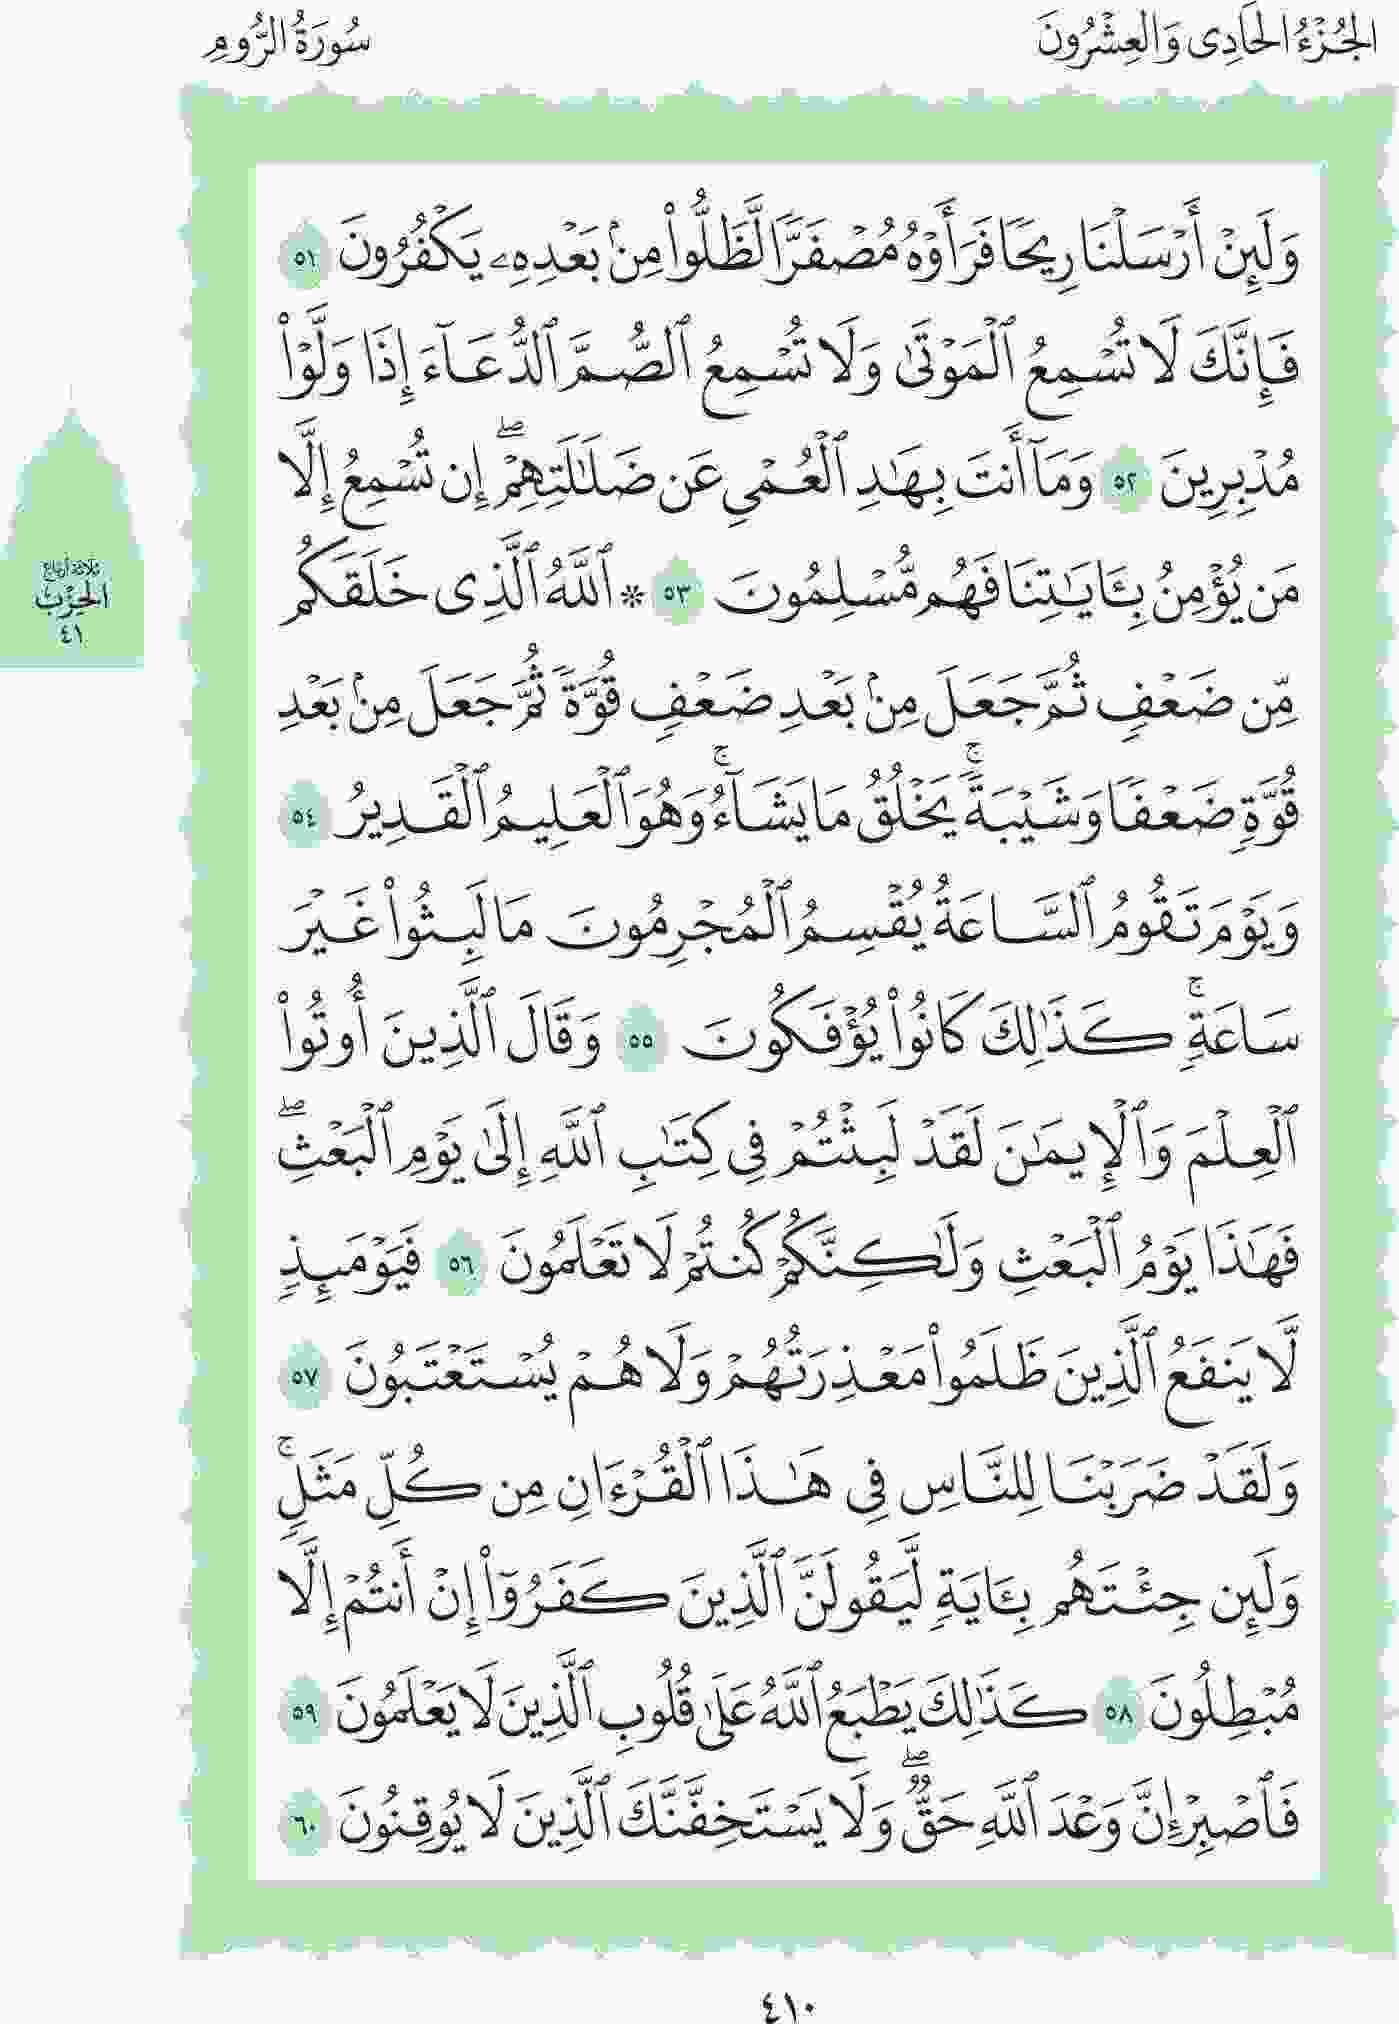 الجُزْءُ الحَادِى وَالعِشْرُونَ
سُورَةُ الرُّومِ
وَلَئِنْ أَرْسَلْنَا رِيحًا فَرَأَوْهُ مُصْفَرًّا لَّظَلُّوا۟ مِنۢ بَعْدِهِۦ يَكْفُرُونَ ٥١
فَإِنَّكَ لَا تُسْمِعُ ٱلْمَوْتَىٰ وَلَا تُسْمِعُ ٱلصُّمَّ ٱلدُّعَآءَ إِذَا وَلَّوْا۟
مُدْبِرِينَ ٥٢ وَمَآ أَنتَ بِهَـٰدِ ٱلْعُمْىِ عَن ضَلَـٰلَتِهِمْ ۖ إِن تُسْمِعُ إِلَّا
مَن يُؤْمِنُ بِـَٔايَـٰتِنَا فَهُم مُّسْلِمُونَ ٥٣ * ٱللَّهُ ٱلَّذِى خَلَقَكُم
مِّن ضَعْفٍ ثُمَّ جَعَلَ مِنۢ بَعْدِ ضَعْفٍ قُوَّةً ثُمَّ جَعَلَ مِنۢ بَعْدِ
قُوَّةٍ ضَعْفًا وَشَيْبَةً ۚ يَخْلُقُ مَا يَشَآءُ ۚ وَهُوَ ٱلْعَلِيمُ ٱلْقَدِيرُ ٥٤
وَيَوْمَ تَقُومُ ٱلسَّاعَةُ يُقْسِمُ ٱلْمُجْرِمُونَ مَا لَبِثُوا۟ غَيْرَ
سَاعَةٍ ۚ كَذَٰلِكَ كَانُوا۟ يُؤْفَكُونَ ٥٥ وَقَالَ ٱلَّذِينَ أُوتُوا۟
ٱلْعِلْمَ وَٱلْإِيمَـٰنَ لَقَدْ لَبِثْتُمْ فِى كِتَـٰبِ ٱللَّهِ إِلَىٰ يَوْمِ ٱلْبَعْثِ ۖ
فَهَـٰذَا يَوْمُ ٱلْبَعْثِ وَلَـٰكِنَّكُمْ كُنتُمْ لَا تَعْلَمُونَ ٥٦ فَيَوْمَئِذٍ
لَّا يَنفَعُ ٱلَّذِينَ ظَلَمُوا۟ مَعْذِرَتُهُمْ وَلَا هُمْ يُسْتَعْتَبُونَ ٥٧
وَلَقَدْ ضَرَبْنَا لِلنَّاسِ فِى هَـٰذَا ٱلْقُرْءَانِ مِن كُلِّ مَثَلٍ ۚ
وَلَئِن جِئْتَهُم بِـَٔايَةٍ لَّيَقُولَنَّ ٱلَّذِينَ كَفَرُوٓا۟ إِنْ أَنتُمْ إِلَّا
مُبْطِلُونَ ٥٨ كَذَٰلِكَ يَطْبَعُ ٱللَّهُ عَلَىٰ قُلُوبِ ٱلَّذِينَ لَا يَعْلَمُونَ ٥٩
فَٱصْبِرْ إِنَّ وَعْدَ ٱللَّهِ حَقٌّ ۖ وَلَا يَسْتَخِفَّنَّكَ ٱلَّذِينَ لَا يُوقِنُونَ ٦٠
ثلاثة أرباع
الحِزْب
٤١
٤١٠